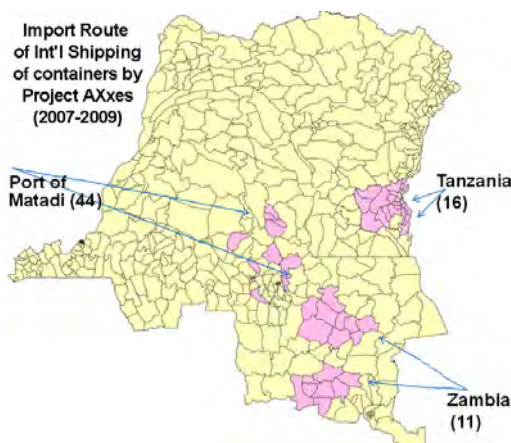 Import Route
of Int'l Shipping
of containers by
Project AXxes
(2007-2009)
Port of
Matadi (44)
Tanzania
(16)
Zambia
(11)